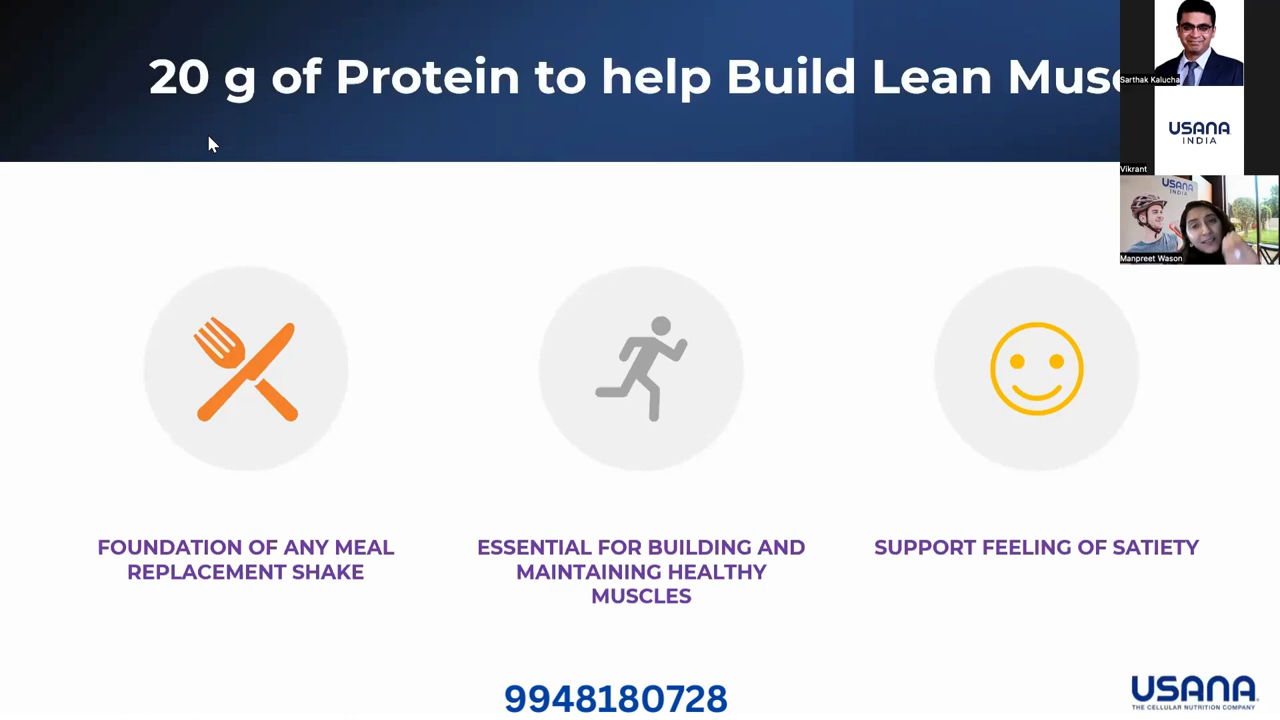 20 g of Protein to help Build Lean Musc
Sarthak Kalucha
USANA
INDIA
Vikrant
USANA
INDIA
Manpreet Wason
FOUNDATION OF ANY MEAL
REPLACEMENT SHAKE
ESSENTIAL FOR BUILDING AND
MAINTAINING HEALTHY
MUSCLES
SUPPORT FEELING OF SATIETY
9948180728
USANA
THE CELLULAR NUTRITION COMPANY